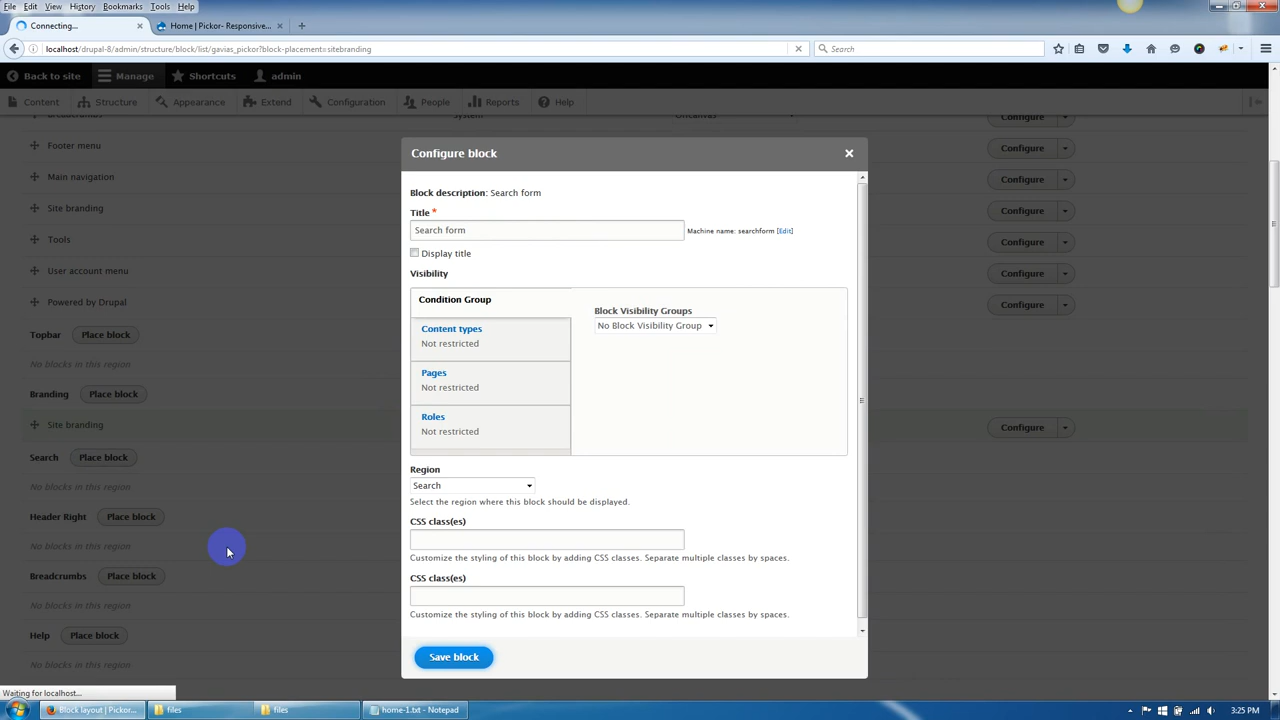 File Edit View History Bookmarks Tools Help
Connecting... × Home | Pickor- Responsive... × +
localhost/drupal-8/admin/structure/block/list/gavias_pickor?block-placement=sitebranding × Search
Back to site Manage Shortcuts admin
Content Structure Appearance Extend Configuration People Reports Help
Configure
Footer menu Configure
Main navigation Configure
Site branding Configure
Tools Configure
User account menu Configure
Powered by Drupal Configure
Topbar Place block
No blocks in this region
Branding Place block
Site branding Configure
Search Place block
No blocks in this region
Header Right Place block
No blocks in this region
Breadcrumbs Place block
No blocks in this region
Help Place block
No blocks in this region
Configure block ×
Block description: Search form
Title *
Search form Machine name: searchform [Edit]
Display title
Visibility
Condition Group
Content types
Not restricted
Pages
Not restricted
Roles
Not restricted
Block Visibility Groups
No Block Visibility Group
Region
Search
Select the region where this block should be displayed.
CSS class(es)
Customize the styling of this block by adding CSS classes. Separate multiple classes by spaces.
CSS class(es)
Customize the styling of this block by adding CSS classes. Separate multiple classes by spaces.
Save block
Waiting for localhost...
Block layout | Pickor... files files home-1.txt - Notepad 3:25 PM